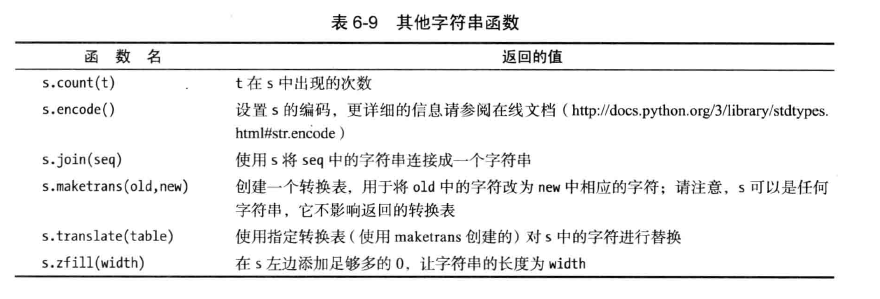 表 6-9 其他字符串函数
函 数 名 返回的值
s.count(t) t 在 s 中出现的次数
s.encode() 设置 s 的编码，更详细的信息请参阅在线文档（http://docs.python.org/3/library/stdtypes.
html#str.encode）
s.join(seq) 使用 s 将 seq 中的字符串连接成一个字符串
s.maketrans(old,new) 创建一个转换表，用于将 old 中的字符改为 new 中相应的字符；请注意，s 可以是任何
字符串，它不影响返回的转换表
s.translate(table) 使用指定转换表（使用 maketrans 创建的）对 s 中的字符进行替换
s.zfill(width) 在 s 左边添加足够多的 0，让字符串的长度为 width